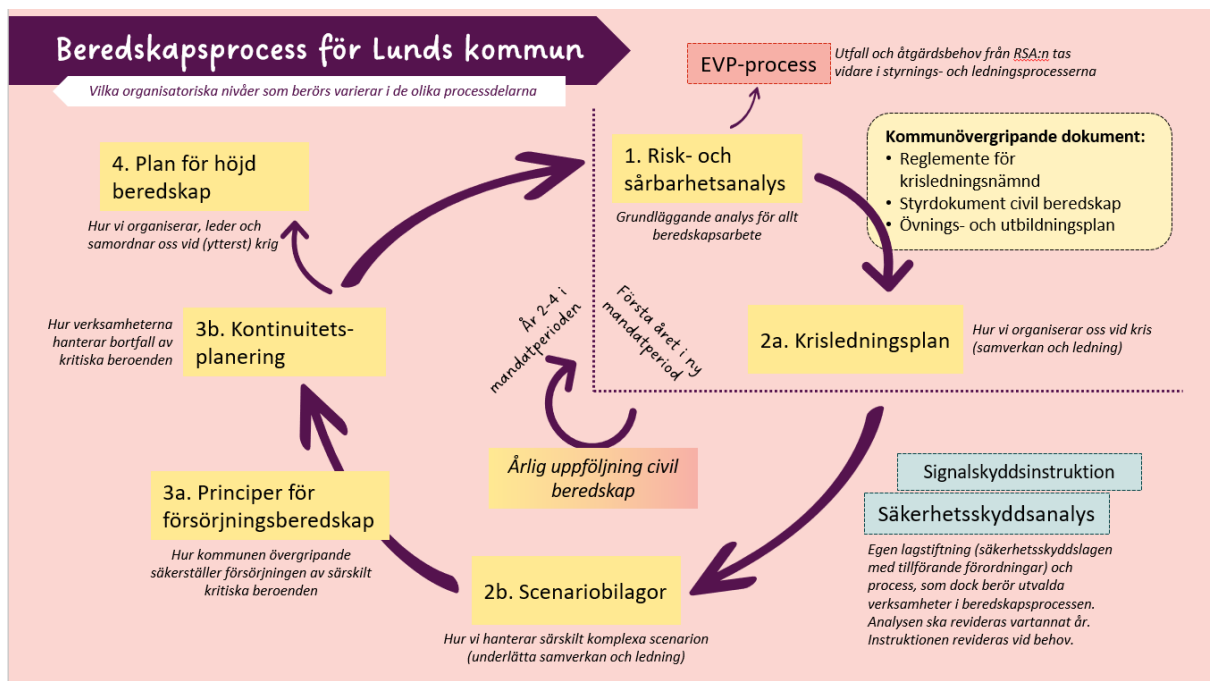 Beredskapsprocess för Lunds kommun
Vilka organisatoriska nivåer som berörs varierar i de olika processdelarna
EVP-process
Utfall och åtgärdsbehov från RSA:n tas
vidare i styrnings- och ledningsprocesserna
Kommunövergripande dokument:
• Reglemente för
krisledningsnämnd
• Styrdokument civil beredskap
• Övnings- och utbildningsplan
1. Risk- och
sårbarhetsanalys
Grundläggande analys för allt
beredskapsarbete
4. Plan för höjd
beredskap
Hur vi organiserar, leder och
samordnar oss vid (ytterst) krig
År 2-4 i
mandatperioden
Första året i ny
mandatperiod
2a. Krisledningsplan
Hur vi organiserar oss vid kris
(samverkan och ledning)
Hur verksamheterna
hanterar bortfall av
kritiska beroenden
3b. Kontinuitets-
planering
Årlig uppföljning civil
beredskap
Signalskyddsinstruktion
Säkerhetsskyddsanalys
Egen lagstiftning (säkerhetsskyddslagen
med tillförande förordningar) och
process, som dock berör utvalda
verksamheter i beredskapsprocessen.
Analysen ska revideras vartannat år.
Instruktionen revideras vid behov.
3a. Principer för
försörjningsberedskap
Hur kommunen övergripande
säkerställer försörjningen av särskilt
kritiska beroenden
2b. Scenariobilagor
Hur vi hanterar särskilt komplexa scenarion
(underlätta samverkan och ledning)